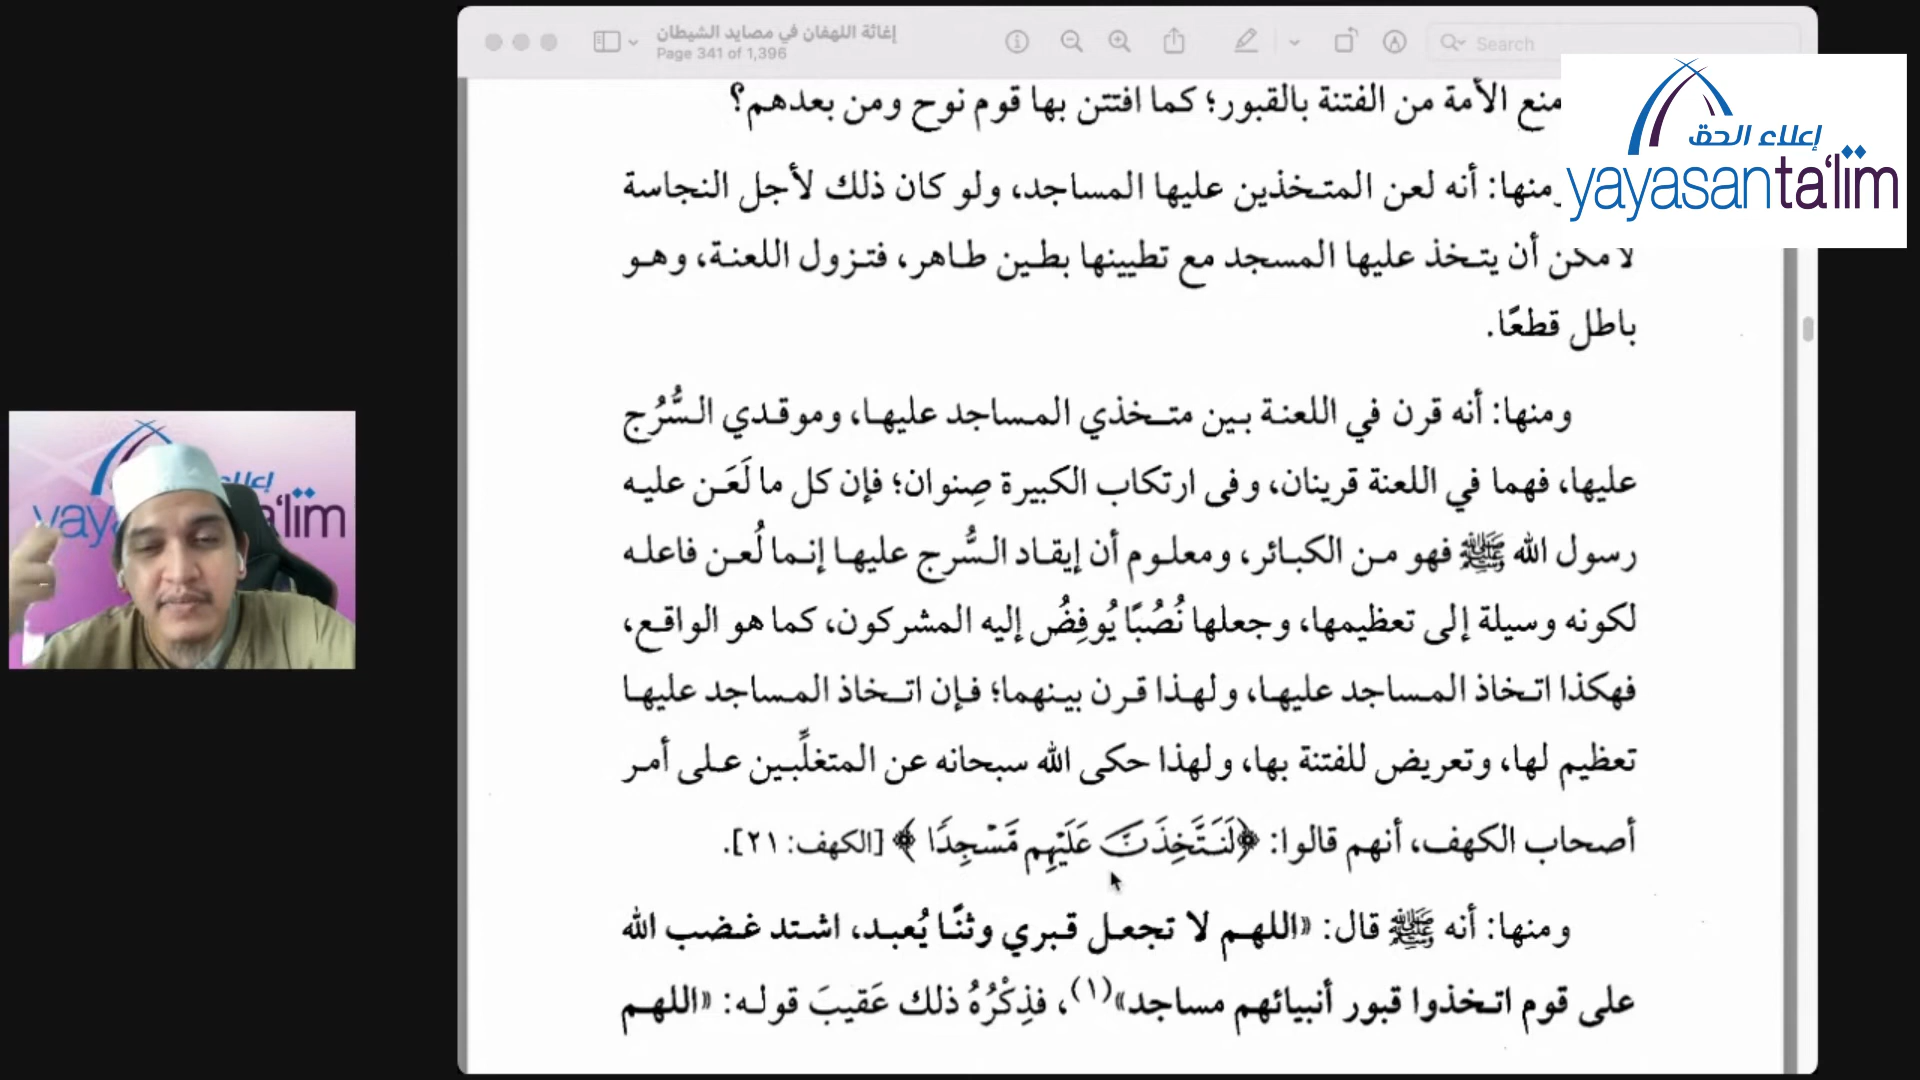 إغاثة اللهفان في مصايد الشيطان
Page 341 of 1,396
Search
منع الأمة من الفتنة بالقبور؛ كما افتتن بها قوم نوح ومن بعدهم؟
ومنها: أنه لعن المتخذين عليها المساجد، ولو كان ذلك لأجل النجاسة
لأمكن أن يتخذ عليها المسجد مع تطيينها بطين طاهر، فتزول اللعنة، وهو
باطل قطعًا.
ومنها: أنه قرن في اللعنة بين متخذي المساجد عليها، وموقدي السُّرُج
عليها، فهما في اللعنة قرينان، وفى ارتكاب الكبيرة صِنوان؛ فإن كل ما لَعَن عليه
رسول الله ﷺ فهو من الكبائر، ومعلوم أن إيقاد السُّرج عليها إنما لُعن فاعله
لكونه وسيلة إلى تعظيمها، وجعلها نُصُبًا يُوفِضُ إليه المشركون، كما هو الواقع،
فهكذا اتخاذ المساجد عليها، ولهذا قرن بينهما؛ فإن اتخاذ المساجد عليها
تعظيم لها، وتعريض للفتنة بها، ولهذا حكى الله سبحانه عن المتغلِّبين على أمر
أصحاب الكهف، أنهم قالوا: ﴿لَنَتَّخِذَنَّ عَلَيْهِم مَّسْجِدًا﴾ [الكهف: ٢١].
ومنها: أنه ﷺ قال: «اللهم لا تجعل قبري وثنًا يُعبد، اشتد غضب الله
على قوم اتخذوا قبور أنبيائهم مساجد»(١)، فذِكْرُهُ ذلك عَقيبَ قوله: «اللهم
إعلاء الحق
yayasanta'lim